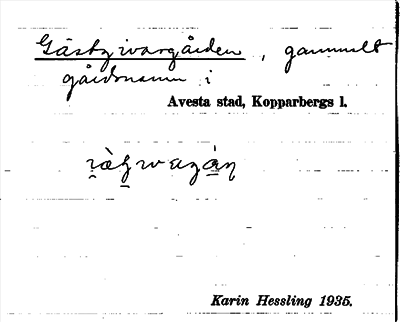 Gästgivargården, gammalt
gårdsnamn i
Avesta stad, Kopparbergs l.
Karin Hessling 1935.